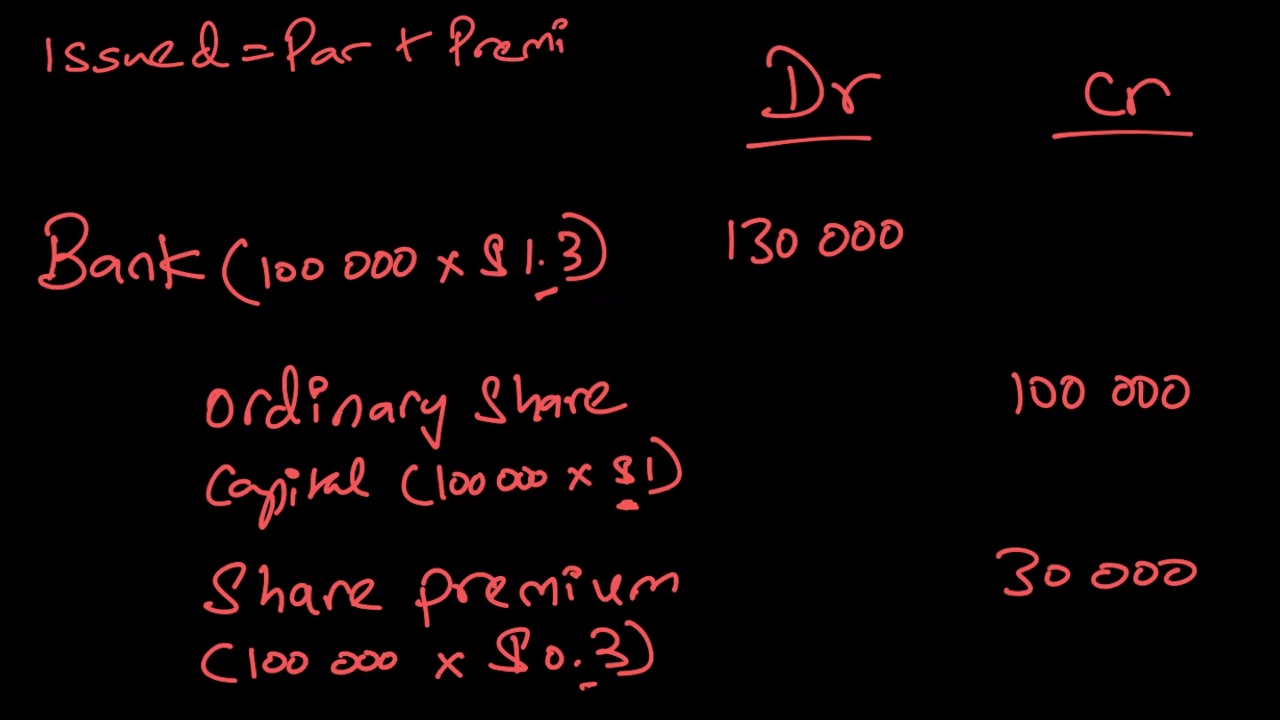 Issued = Par + Premi
Dr Cr
Bank (100 000 x $1.3) 130 000
Ordinary Share 100 000
Capital (100 000 x $1)
Share premium 30 000
(100 000 x $0.3)